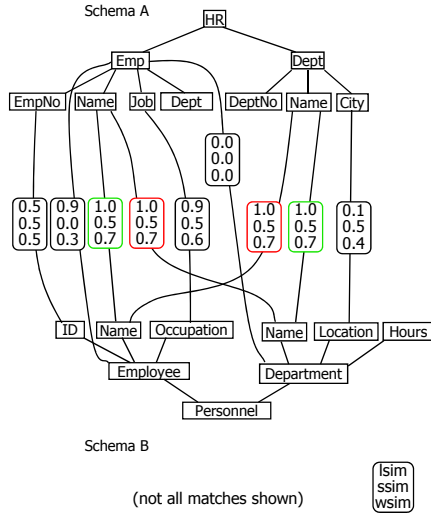 Schema A
HR
Emp
Dept
EmpNo
Name
Job
Dept
DeptNo
Name
City
0.0
0.0
0.0
0.5
0.5
0.5
0.9
0.0
0.3
1.0
0.5
0.7
1.0
0.5
0.7
0.9
0.5
0.6
1.0
0.5
0.7
1.0
0.5
0.7
0.1
0.5
0.4
ID
Name
Occupation
Name
Location
Hours
Employee
Department
Personnel
Schema B
(not all matches shown)
lsim
ssim
wsim